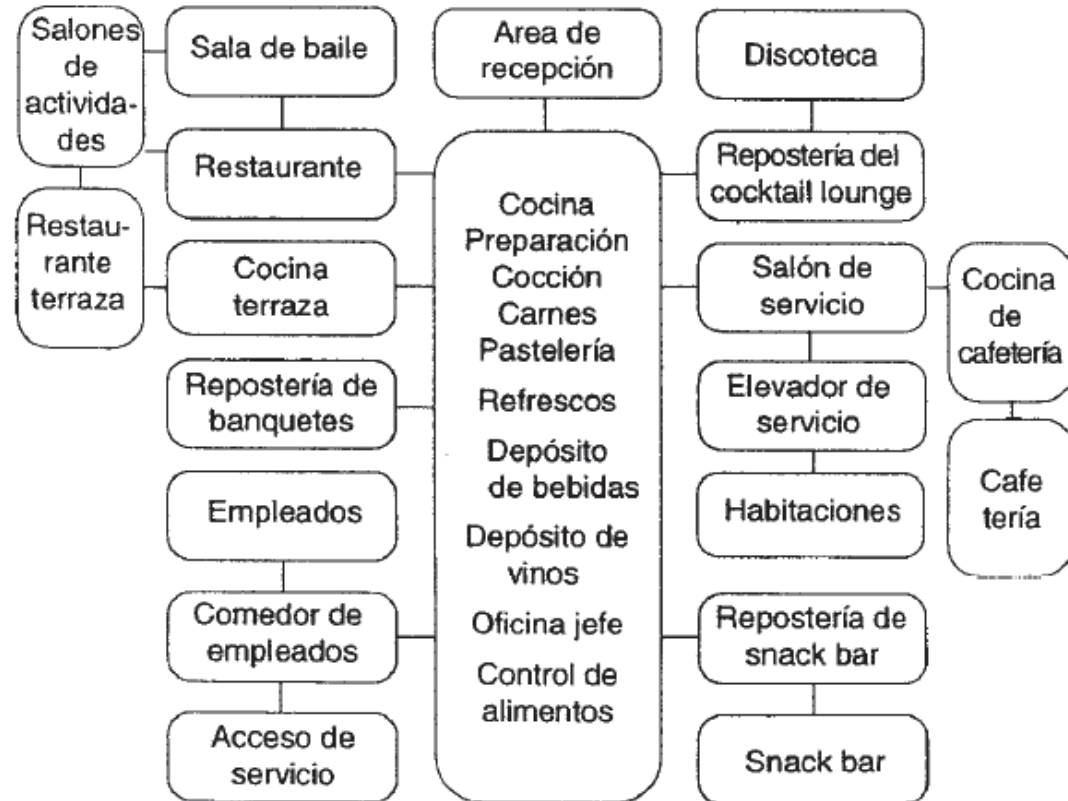 Salones
de
activida-
des
Sala de baile
Area de
recepción
Discoteca
Restaurante
Repostería del
cocktail lounge
Restau-
rante
terraza
Cocina
terraza
Cocina
Preparación
Cocción
Carnes
Pastelería
Refrescos
Depósito
de bebidas
Depósito de
vinos
Oficina jefe
Control de
alimentos
Salón de
servicio
Cocina
de
cafetería
Repostería de
banquetes
Elevador de
servicio
Cafe
tería
Empleados
Habitaciones
Comedor de
empleados
Repostería de
snack bar
Acceso de
servicio
Snack bar